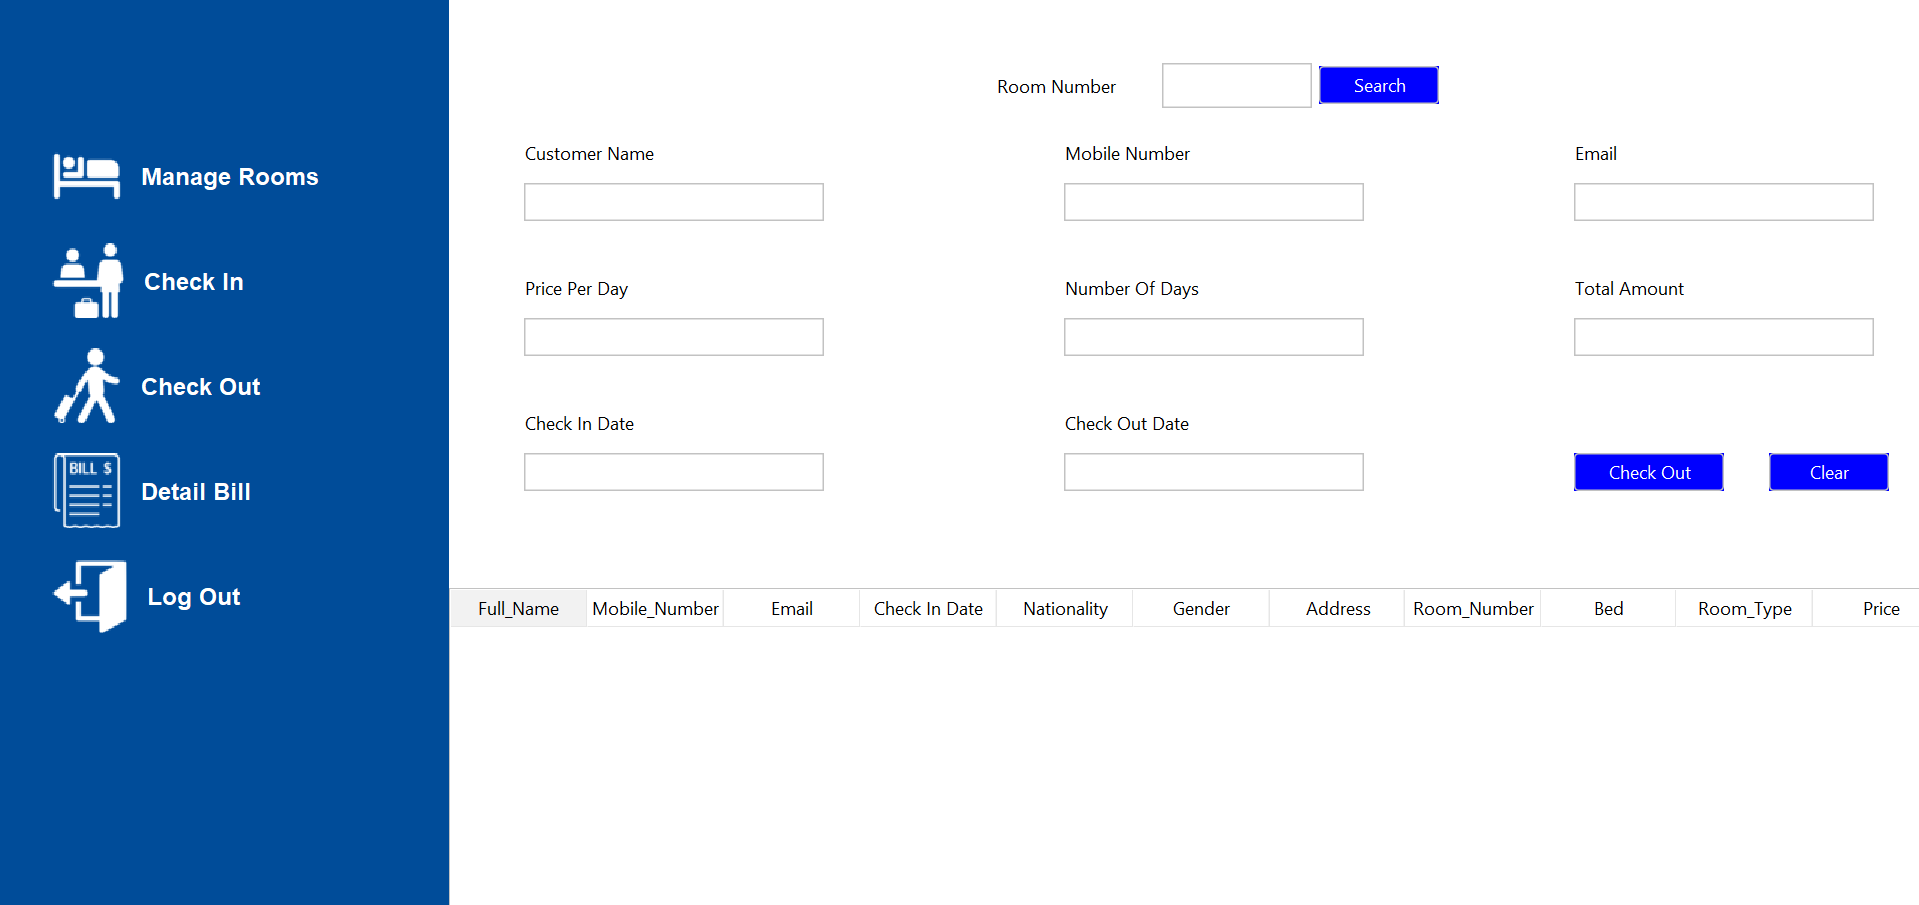 Manage Rooms
Check In
Check Out
BILL $
Detail Bill
Log Out
Room Number
Search
Customer Name
Mobile Number
Email
Price Per Day
Number Of Days
Total Amount
Check In Date
Check Out Date
Check Out
Clear
Full_Name Mobile_Number Email Check In Date Nationality Gender Address Room_Number Bed Room_Type Price